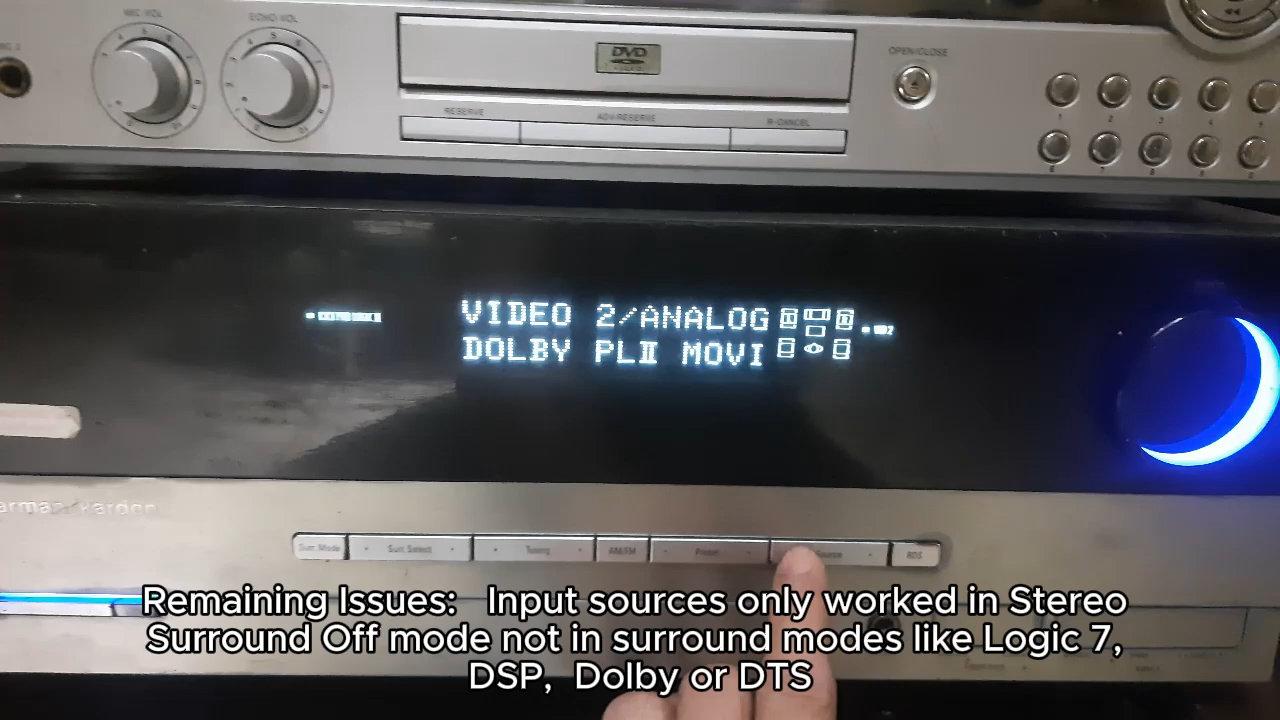 MIC VOL
ECHO VOL
DVD
OPEN/CLOSE
RESERVE
ADV-RESERVE
R-CANCEL
VIDEO 2/ANALOG
DOLBY PLII MOVI
Surr. Mode
Surr. Select
Tuning
AM/FM
Preset
Source
RDS
Remaining Issues: Input sources only worked in Stereo
Surround Off mode not in surround modes like Logic 7,
DSP, Dolby or DTS